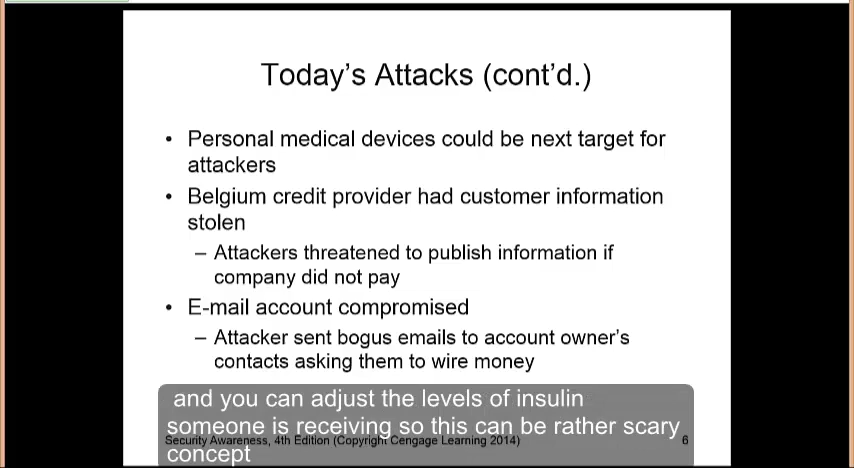 Today's Attacks (cont'd.)
• Personal medical devices could be next target for
attackers
• Belgium credit provider had customer information
stolen
– Attackers threatened to publish information if
company did not pay
• E-mail account compromised
– Attacker sent bogus emails to account owner's
contacts asking them to wire money
and you can adjust the levels of insulin
someone is receiving so this can be rather scary
concept
Security Awareness, 4th Edition (Copyright Cengage Learning 2014) 6